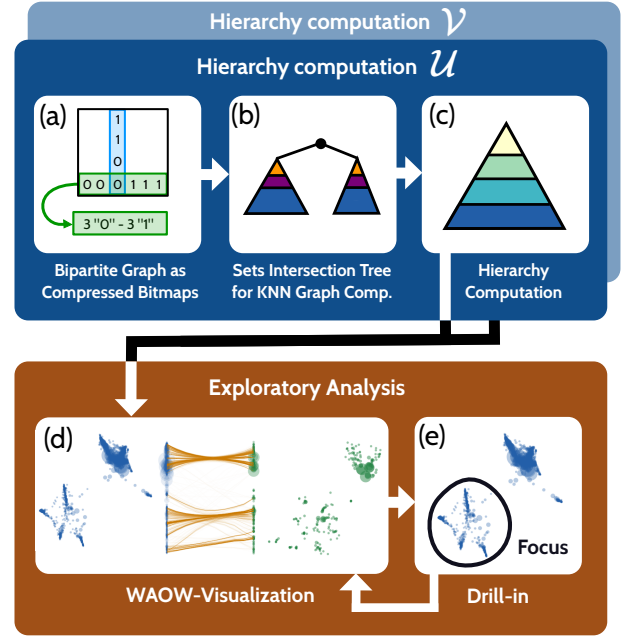 Hierarchy computation 𝒱
Hierarchy computation 𝒰
(a)
1
1
0
0 0 0 1 1 1
3 "0" - 3 "1"
Bipartite Graph as
Compressed Bitmaps
(b)
Sets Intersection Tree
for KNN Graph Comp.
(c)
Hierarchy
Computation
Exploratory Analysis
(d)
WAOW-Visualization
(e)
Focus
Drill-in